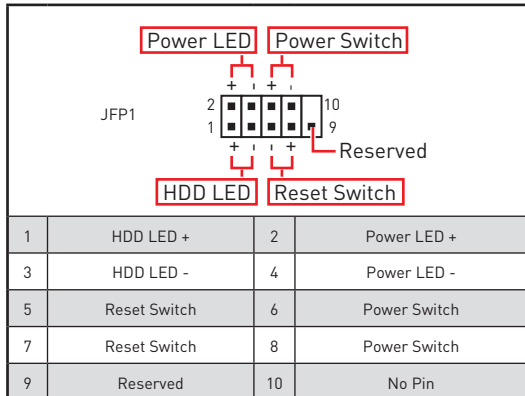 Power LED Power Switch
+ - + -
JFP1
2 10
1 9
+ - - +
Reserved
HDD LED Reset Switch
1 HDD LED + 2 Power LED +
3 HDD LED - 4 Power LED -
5 Reset Switch 6 Power Switch
7 Reset Switch 8 Power Switch
9 Reserved 10 No Pin